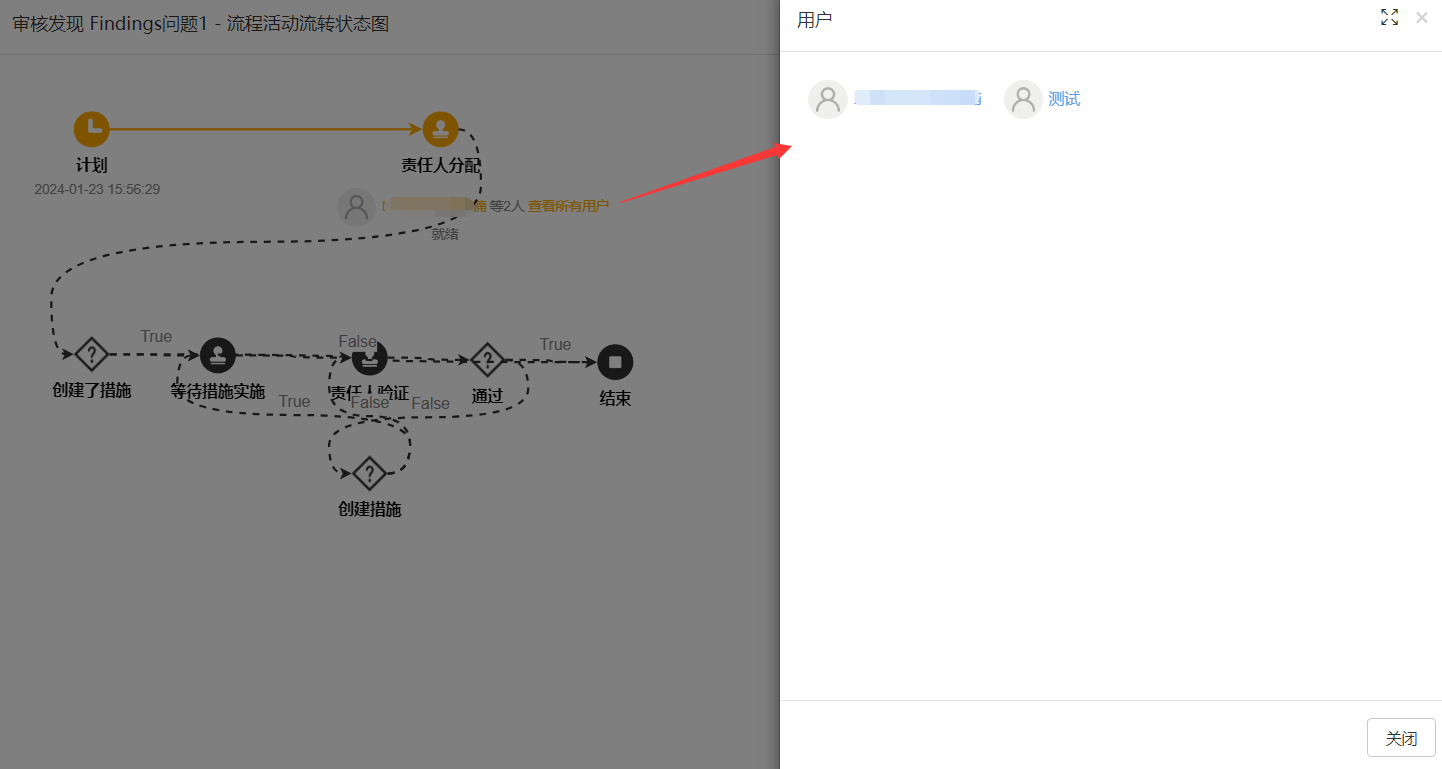 审核发现 Findings问题1 - 流程活动流转状态图
计划
2024-01-23 15:56:29
责任人分配
等2人 查看所有用户
就绪
True
False
True
创建了措施
等待措施实施
责任人验证
通过
结束
True
False
False
创建措施
用户
测试
关闭